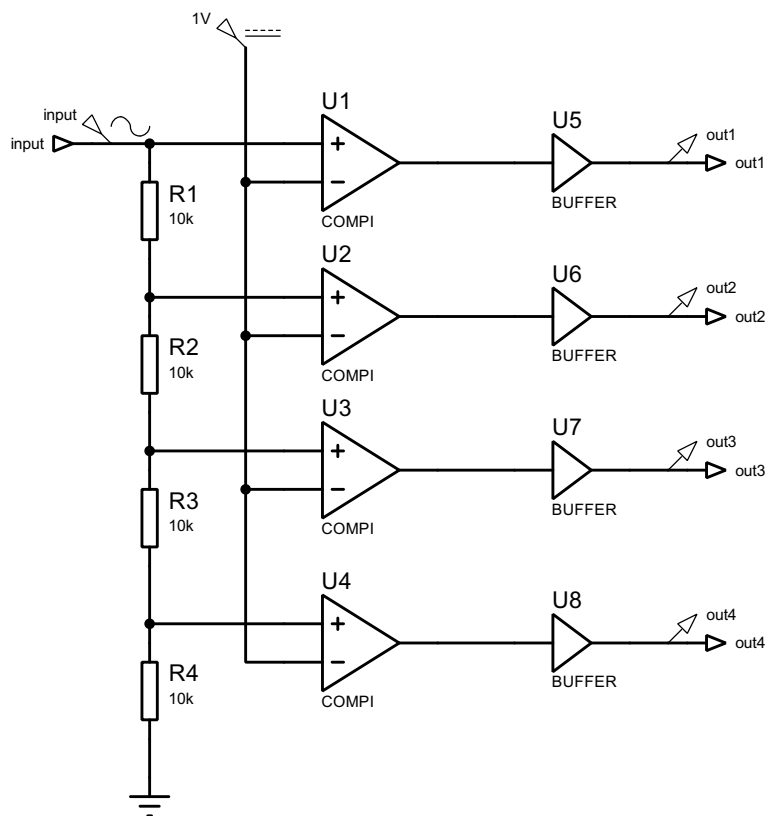 1V
input
input
U1
COMPI
U5
BUFFER
out1
out1
R1
10k
U2
COMPI
U6
BUFFER
out2
out2
R2
10k
U3
COMPI
U7
BUFFER
out3
out3
R3
10k
U4
COMPI
U8
BUFFER
out4
out4
R4
10k